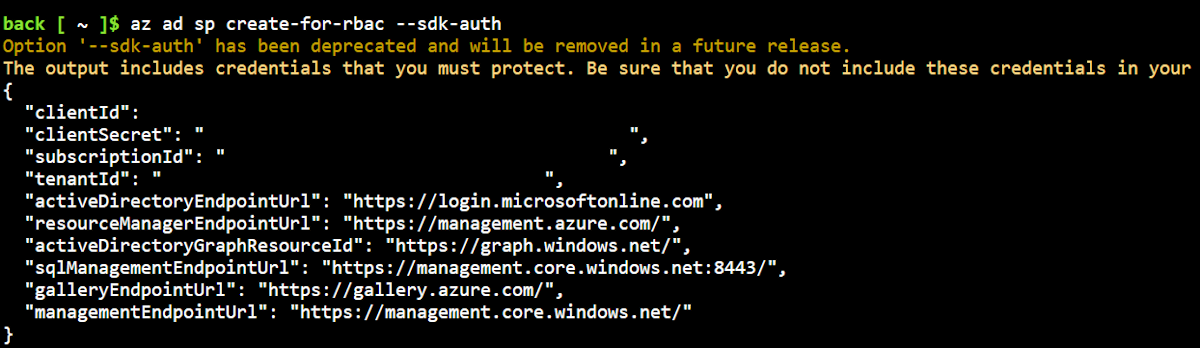 back [ ~ ]$ az ad sp create-for-rbac --sdk-auth
Option '--sdk-auth' has been deprecated and will be removed in a future release.
The output includes credentials that you must protect. Be sure that you do not include these credentials in your
{
  "clientId":
  "clientSecret": "                                        ",
  "subscriptionId": "                                    ",
  "tenantId": "                                    ",
  "activeDirectoryEndpointUrl": "https://login.microsoftonline.com",
  "resourceManagerEndpointUrl": "https://management.azure.com/",
  "activeDirectoryGraphResourceId": "https://graph.windows.net/",
  "sqlManagementEndpointUrl": "https://management.core.windows.net:8443/",
  "galleryEndpointUrl": "https://gallery.azure.com/",
  "managementEndpointUrl": "https://management.core.windows.net/"
}